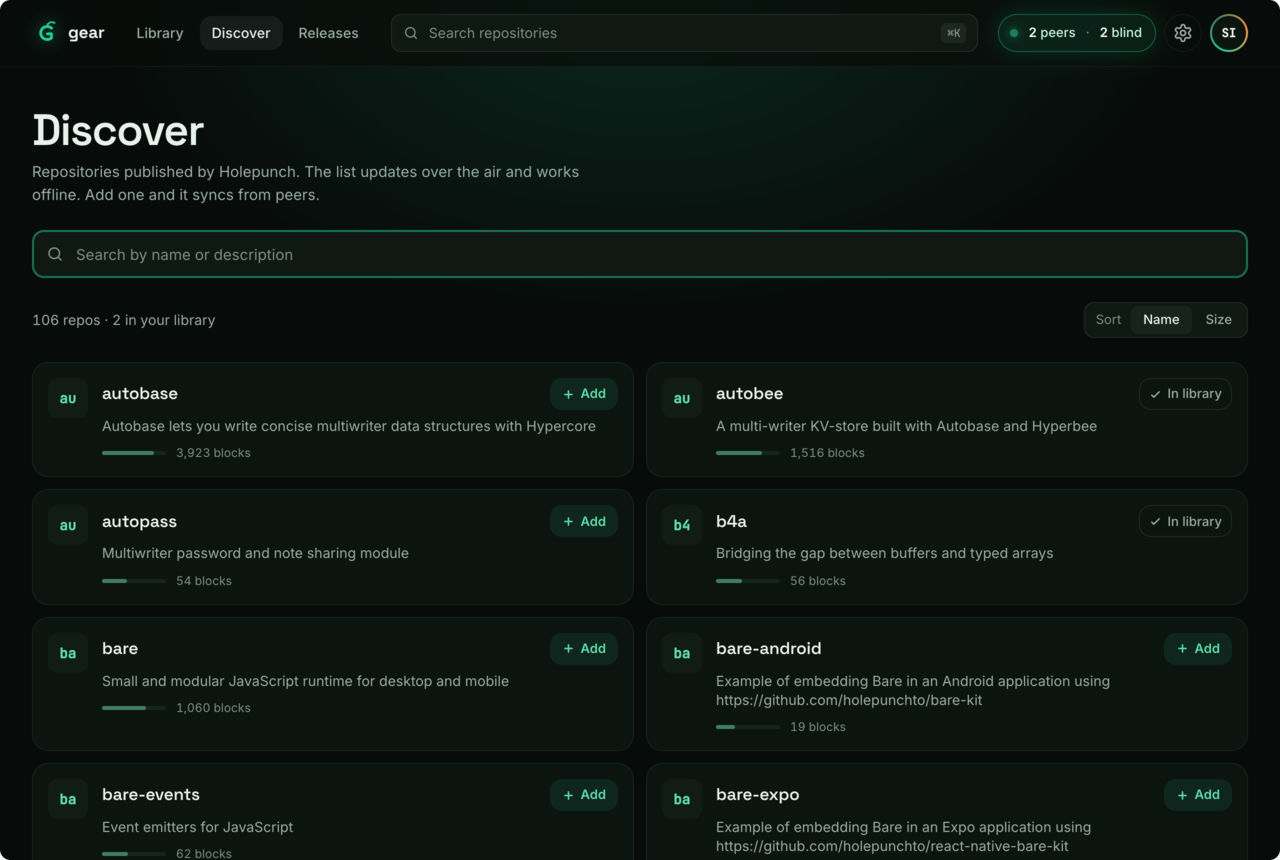 gear
Library
Discover
Releases
Search repositories
⌘K
2 peers · 2 blind
SI
Discover
Repositories published by Holepunch. The list updates over the air and works
offline. Add one and it syncs from peers.
Search by name or description
106 repos · 2 in your library
Sort
Name
Size
au
autobase
+ Add
Autobase lets you write concise multiwriter data structures with Hypercore
3,923 blocks
au
autobee
✓ In library
A multi-writer KV-store built with Autobase and Hyperbee
1,516 blocks
au
autopass
+ Add
Multiwriter password and note sharing module
54 blocks
b4
b4a
✓ In library
Bridging the gap between buffers and typed arrays
56 blocks
ba
bare
+ Add
Small and modular JavaScript runtime for desktop and mobile
1,060 blocks
ba
bare-android
+ Add
Example of embedding Bare in an Android application using
https://github.com/holepunchto/bare-kit
19 blocks
ba
bare-events
+ Add
Event emitters for JavaScript
62 blocks
ba
bare-expo
+ Add
Example of embedding Bare in an Expo application using
https://github.com/holepunchto/react-native-bare-kit